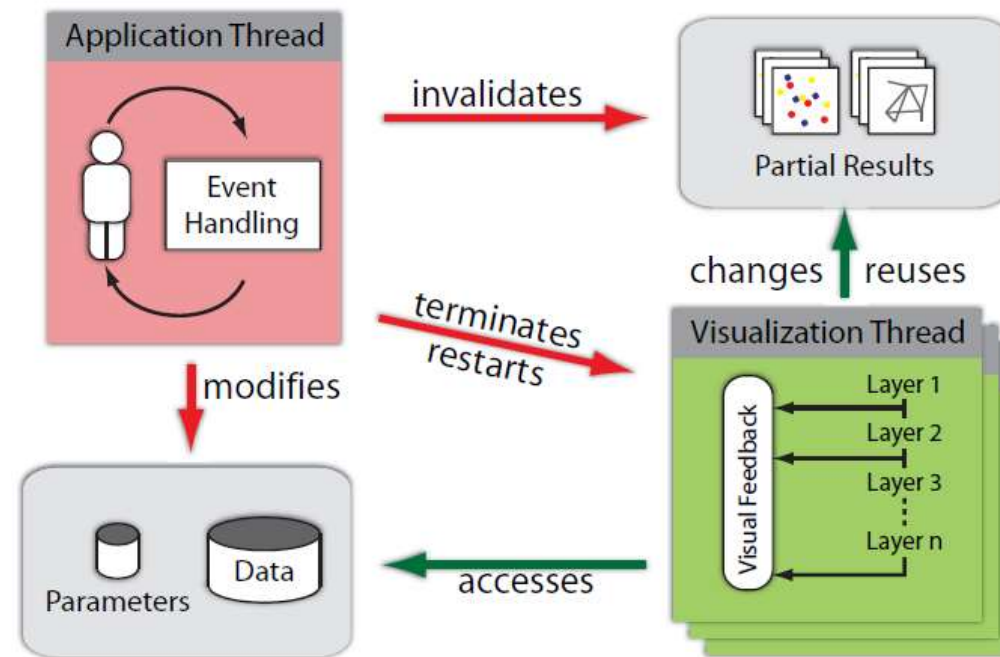 Application Thread
Event
Handling
invalidates
Partial Results
changes reuses
terminates
restarts
modifies
Visualization Thread
Visual Feedback
Layer 1
Layer 2
Layer 3
Layer n
accesses
Parameters
Data